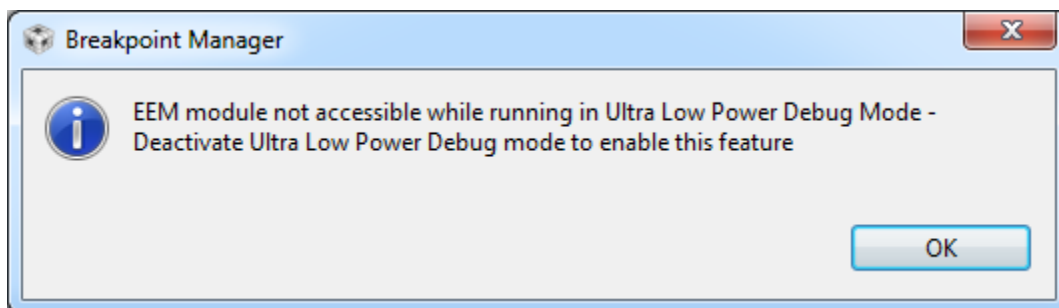 Breakpoint Manager
EEM module not accessible while running in Ultra Low Power Debug Mode -
Deactivate Ultra Low Power Debug mode to enable this feature
OK